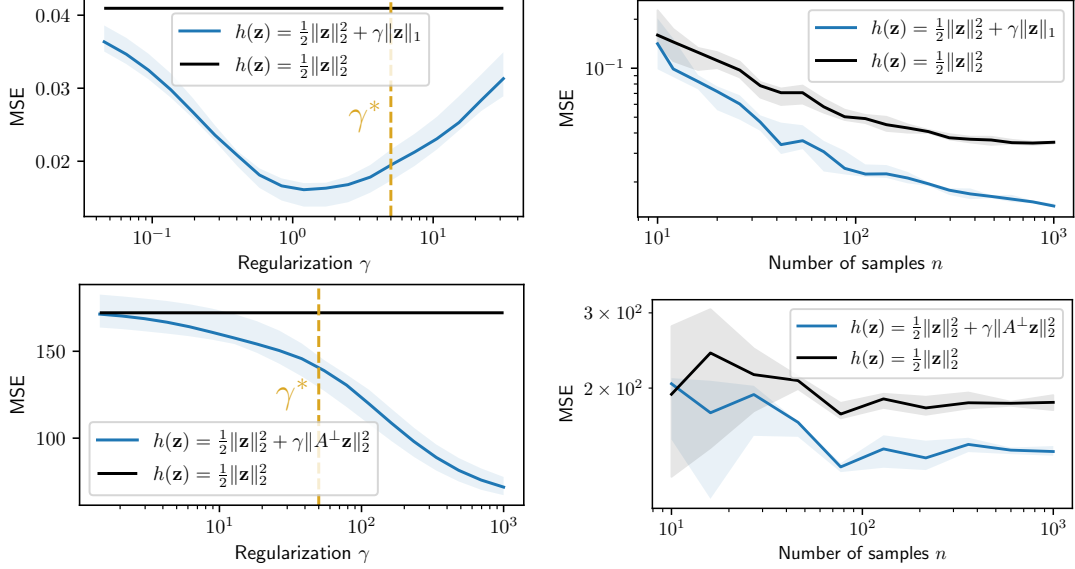 0.04
0.03
0.02
MSE
h(z) = 1/2‖z‖₂² + γ‖z‖₁
h(z) = 1/2‖z‖₂²
γ*
10⁻¹ 10⁰ 10¹
Regularization γ
10⁻¹
MSE
h(z) = 1/2‖z‖₂² + γ‖z‖₁
h(z) = 1/2‖z‖₂²
10¹ 10² 10³
Number of samples n
150
100
MSE
γ*
h(z) = 1/2‖z‖₂² + γ‖A⊥z‖₂²
h(z) = 1/2‖z‖₂²
10¹ 10² 10³
Regularization γ
3 × 10²
2 × 10²
MSE
h(z) = 1/2‖z‖₂² + γ‖A⊥z‖₂²
h(z) = 1/2‖z‖₂²
10¹ 10² 10³
Number of samples n